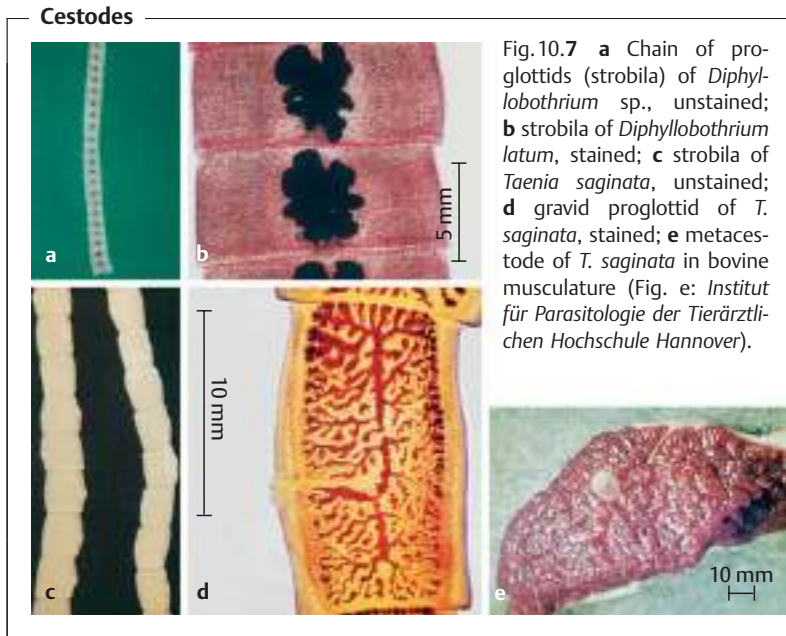 Cestodes
Fig. 10.7 a Chain of pro-
glottids (strobila) of Diphyl-
lobothrium sp., unstained;
b strobila of Diphyllobothrium
latum, stained; c strobila of
Taenia saginata, unstained;
d gravid proglottid of T.
saginata, stained; e metaces-
tode of T. saginata in bovine
musculature (Fig. e: Institut
für Parasitologie der Tierärztli-
chen Hochschule Hannover).
a
b
5 mm
c
10 mm
d
e
10 mm